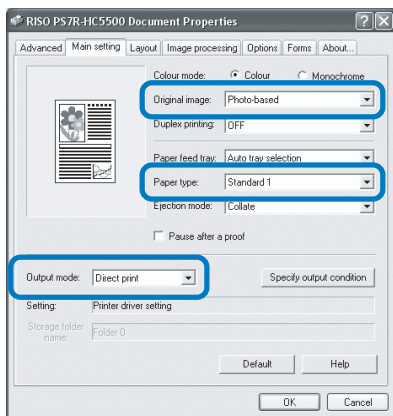 RISO PS7R-HC5500 Document Properties
Advanced Main setting Layout Image processing Options Forms About...
Colour mode: Colour Monochrome
Original image: Photo-based
Duplex printing: OFF
Paper feed tray: Auto tray selection
Paper type: Standard 1
Ejection mode: Collate
Pause after a proof
Output mode: Direct print Specify output condition
Setting: Printer driver setting
Storage folder
name: Folder 0
Default Help
OK Cancel